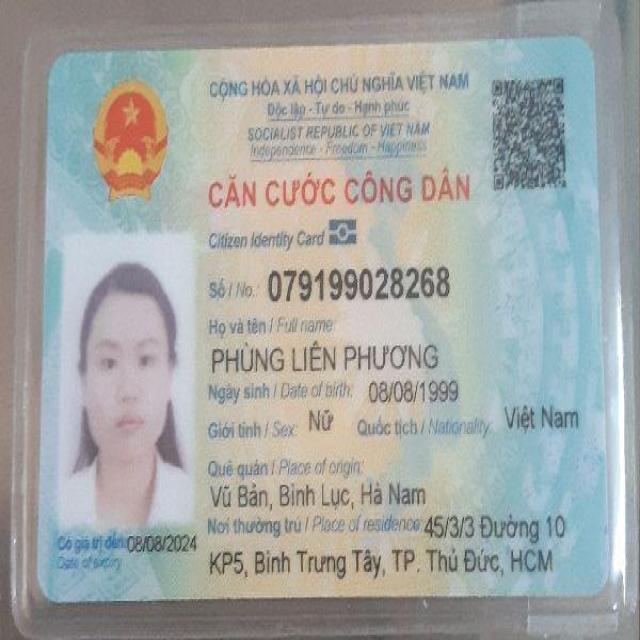 CỘNG HÒA XÃ HỘI CHỦ NGHĨA VIỆT NAM
Độc lập - Tự do - Hạnh phúc
SOCIALIST REPUBLIC OF VIET NAM
Independence - Freedom - Happiness
CĂN CƯỚC CÔNG DÂN
Citizen Identity Card
Số / No.: 079199028268
Họ và tên / Full name:
PHÙNG LIÊN PHƯƠNG
Ngày sinh / Date of birth: 08/08/1999
Giới tính / Sex: Nữ Quốc tịch / Nationality: Việt Nam
Quê quán / Place of origin:
Vũ Bản, Bình Lục, Hà Nam
Nơi thường trú / Place of residence: 45/3/3 Đường 10
KP5, Bình Trưng Tây, TP. Thủ Đức, HCM
Có giá trị đến: 08/08/2024
Date of expiry